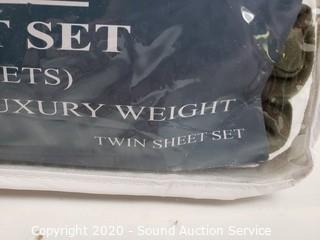 T SET
ETS)
UXURY WEIGHT
TWIN SHEET SET
Copyright 2020 - Sound Auction Service